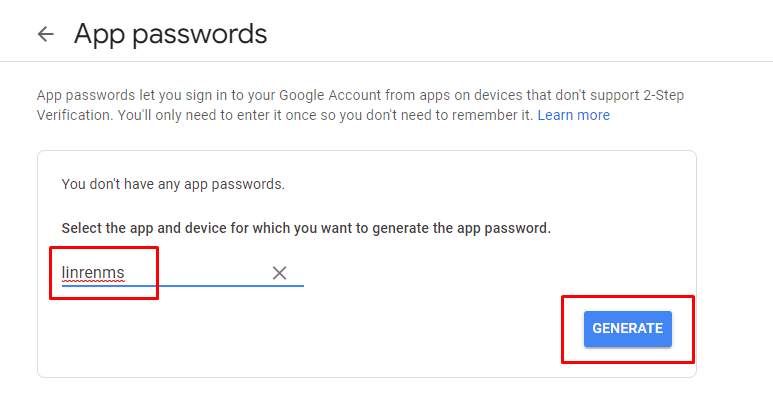 App passwords
App passwords let you sign in to your Google Account from apps on devices that don't support 2-Step
Verification. You'll only need to enter it once so you don't need to remember it. Learn more
You don't have any app passwords.
Select the app and device for which you want to generate the app password.
linrenms
GENERATE